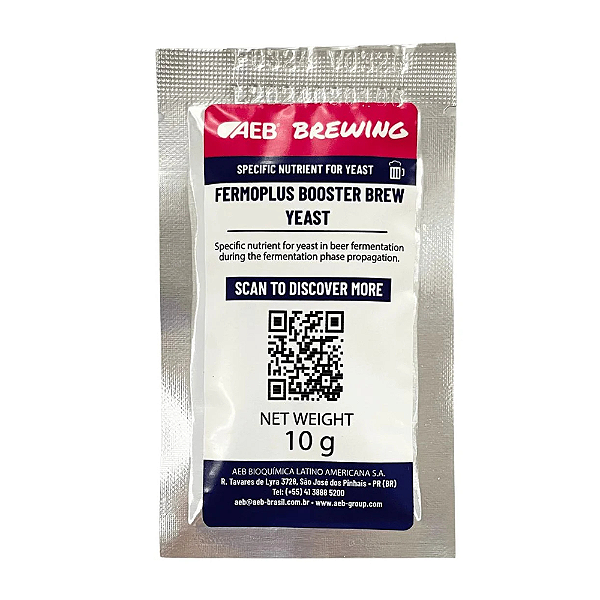 AEB® BREWING
SPECIFIC NUTRIENT FOR YEAST
FERMOPLUS BOOSTER BREW
YEAST
Specific nutrient for yeast in beer fermentation
during the fermentation phase propagation.
SCAN TO DISCOVER MORE
NET WEIGHT
10 g
AEB BIOQUÍMICA LATINO AMERICANA S.A.
R. Tavares de Lyra 3728, São José dos Pinhais - PR (BR)
Tel: (+55) 41 3888 5200
aeb@aeb-brasil.com.br - www.aeb-group.com